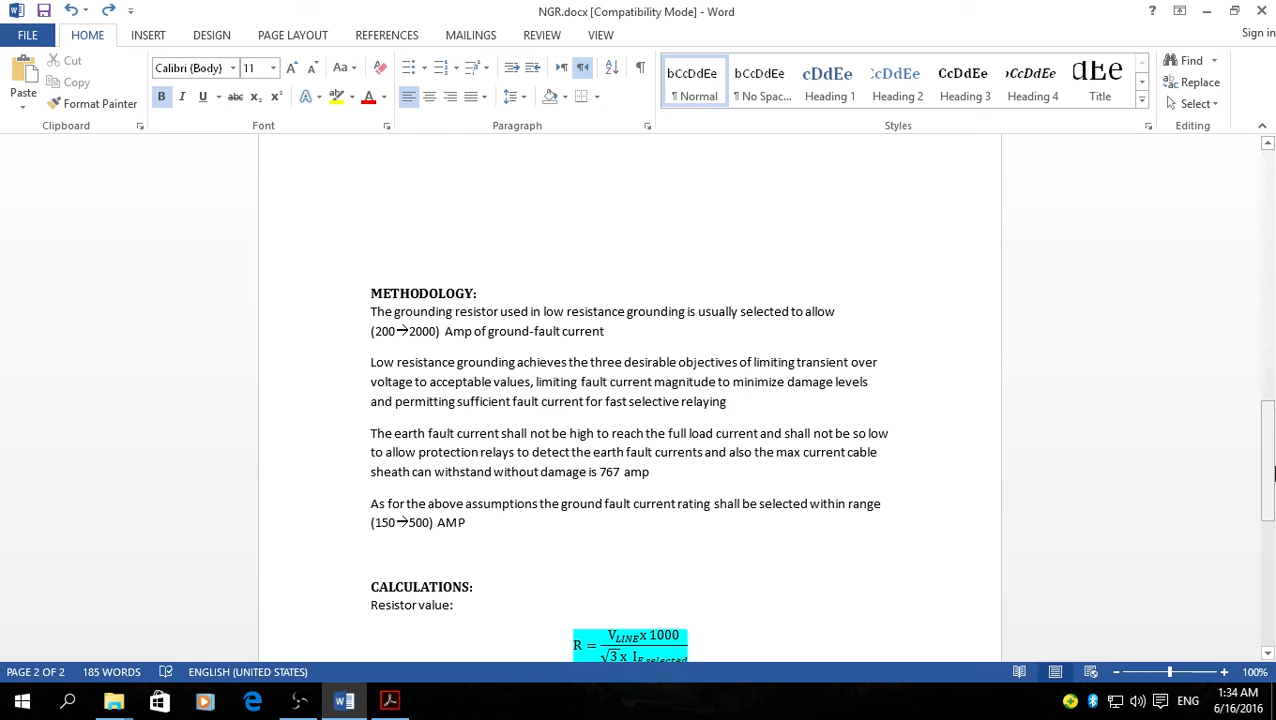 NGR.docx [Compatibility Mode] - Word
FILE HOME INSERT DESIGN PAGE LAYOUT REFERENCES MAILINGS REVIEW VIEW
Sign in
Cut
Copy
Format Painter
Paste
Clipboard
Calibri (Body) 11
Font
Paragraph
bCcDdEe bCcDdEe cDdEe CcDdEe CcDdEe CcDdEe dEe
¶ Normal ¶ No Spac... Heading 1 Heading 2 Heading 3 Heading 4 Title
Styles
Find
Replace
Select
Editing
METHODOLOGY:
The grounding resistor used in low resistance grounding is usually selected to allow
(200→2000) Amp of ground-fault current
Low resistance grounding achieves the three desirable objectives of limiting transient over
voltage to acceptable values, limiting fault current magnitude to minimize damage levels
and permitting sufficient fault current for fast selective relaying
The earth fault current shall not be high to reach the full load current and shall not be so low
to allow protection relays to detect the earth fault currents and also the max current cable
sheath can withstand without damage is 767 amp
As for the above assumptions the ground fault current rating shall be selected within range
(150→500) AMP
CALCULATIONS:
Resistor value:
R = V LINE x 1000
√3 x I F selected
PAGE 2 OF 2 185 WORDS ENGLISH (UNITED STATES) 100%
ENG 1:34 AM
6/16/2016